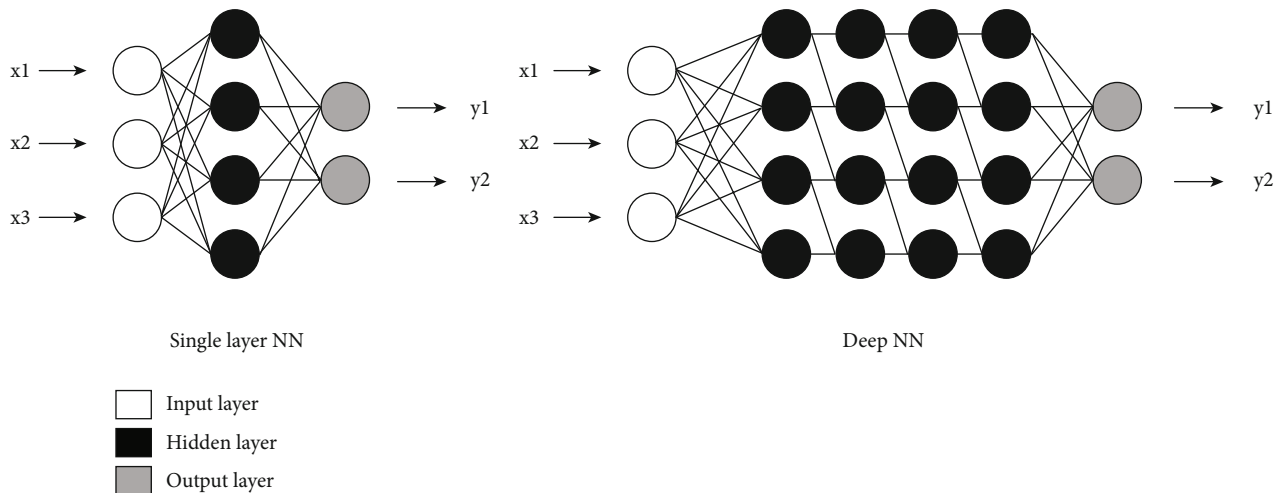 x1
x2
x3
y1
y2
Single layer NN
x1
x2
x3
y1
y2
Deep NN
Input layer
Hidden layer
Output layer